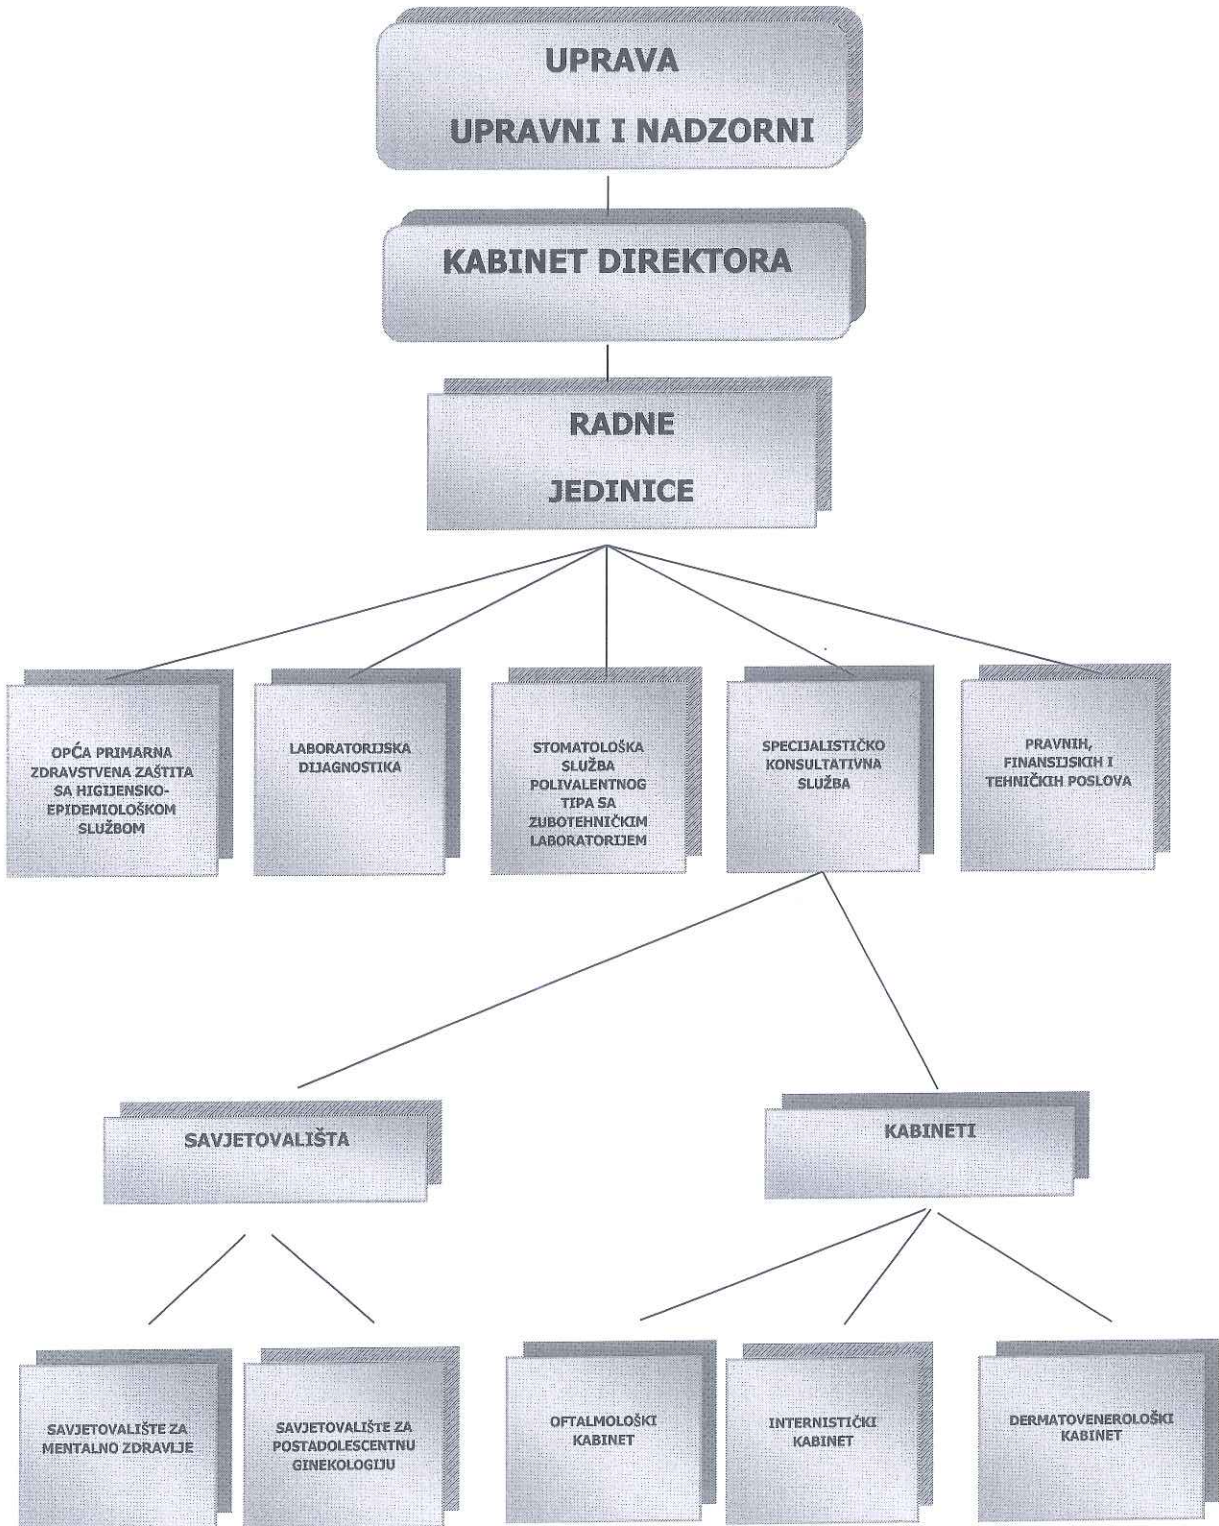 UPRAVA
UPRAVNI I NADZORNI
KABINET DIREKTORA
RADNE
JEDINICE
OPĆA PRIMARNA
ZDRAVSTVENA ZAŠTITA
SA HIGIJENSKO-
EPIDEMIOLOŠKOM
SLUŽBOM
LABORATORIJSKA
DIJAGNOSTIKA
STOMATOLOŠKA
SLUŽBA
POLIVALENTNOG
TIPA SA
ZUBOTEHNIČKIM
LABORATORIJEM
SPECIJALISTIČKO
KONSULTATIVNA
SLUŽBA
PRAVNIH,
FINANSIJSKIH I
TEHNIČKIH POSLOVA
SAVJETOVALIŠTA
KABINETI
SAVJETOVALIŠTE ZA
MENTALNO ZDRAVLJE
SAVJETOVALIŠTE ZA
POSTADOLESCENTNU
GINEKOLOGIJU
OFTALMOLOŠKI
KABINET
INTERNISTIČKI
KABINET
DERMATOVENEROLOŠKI
KABINET